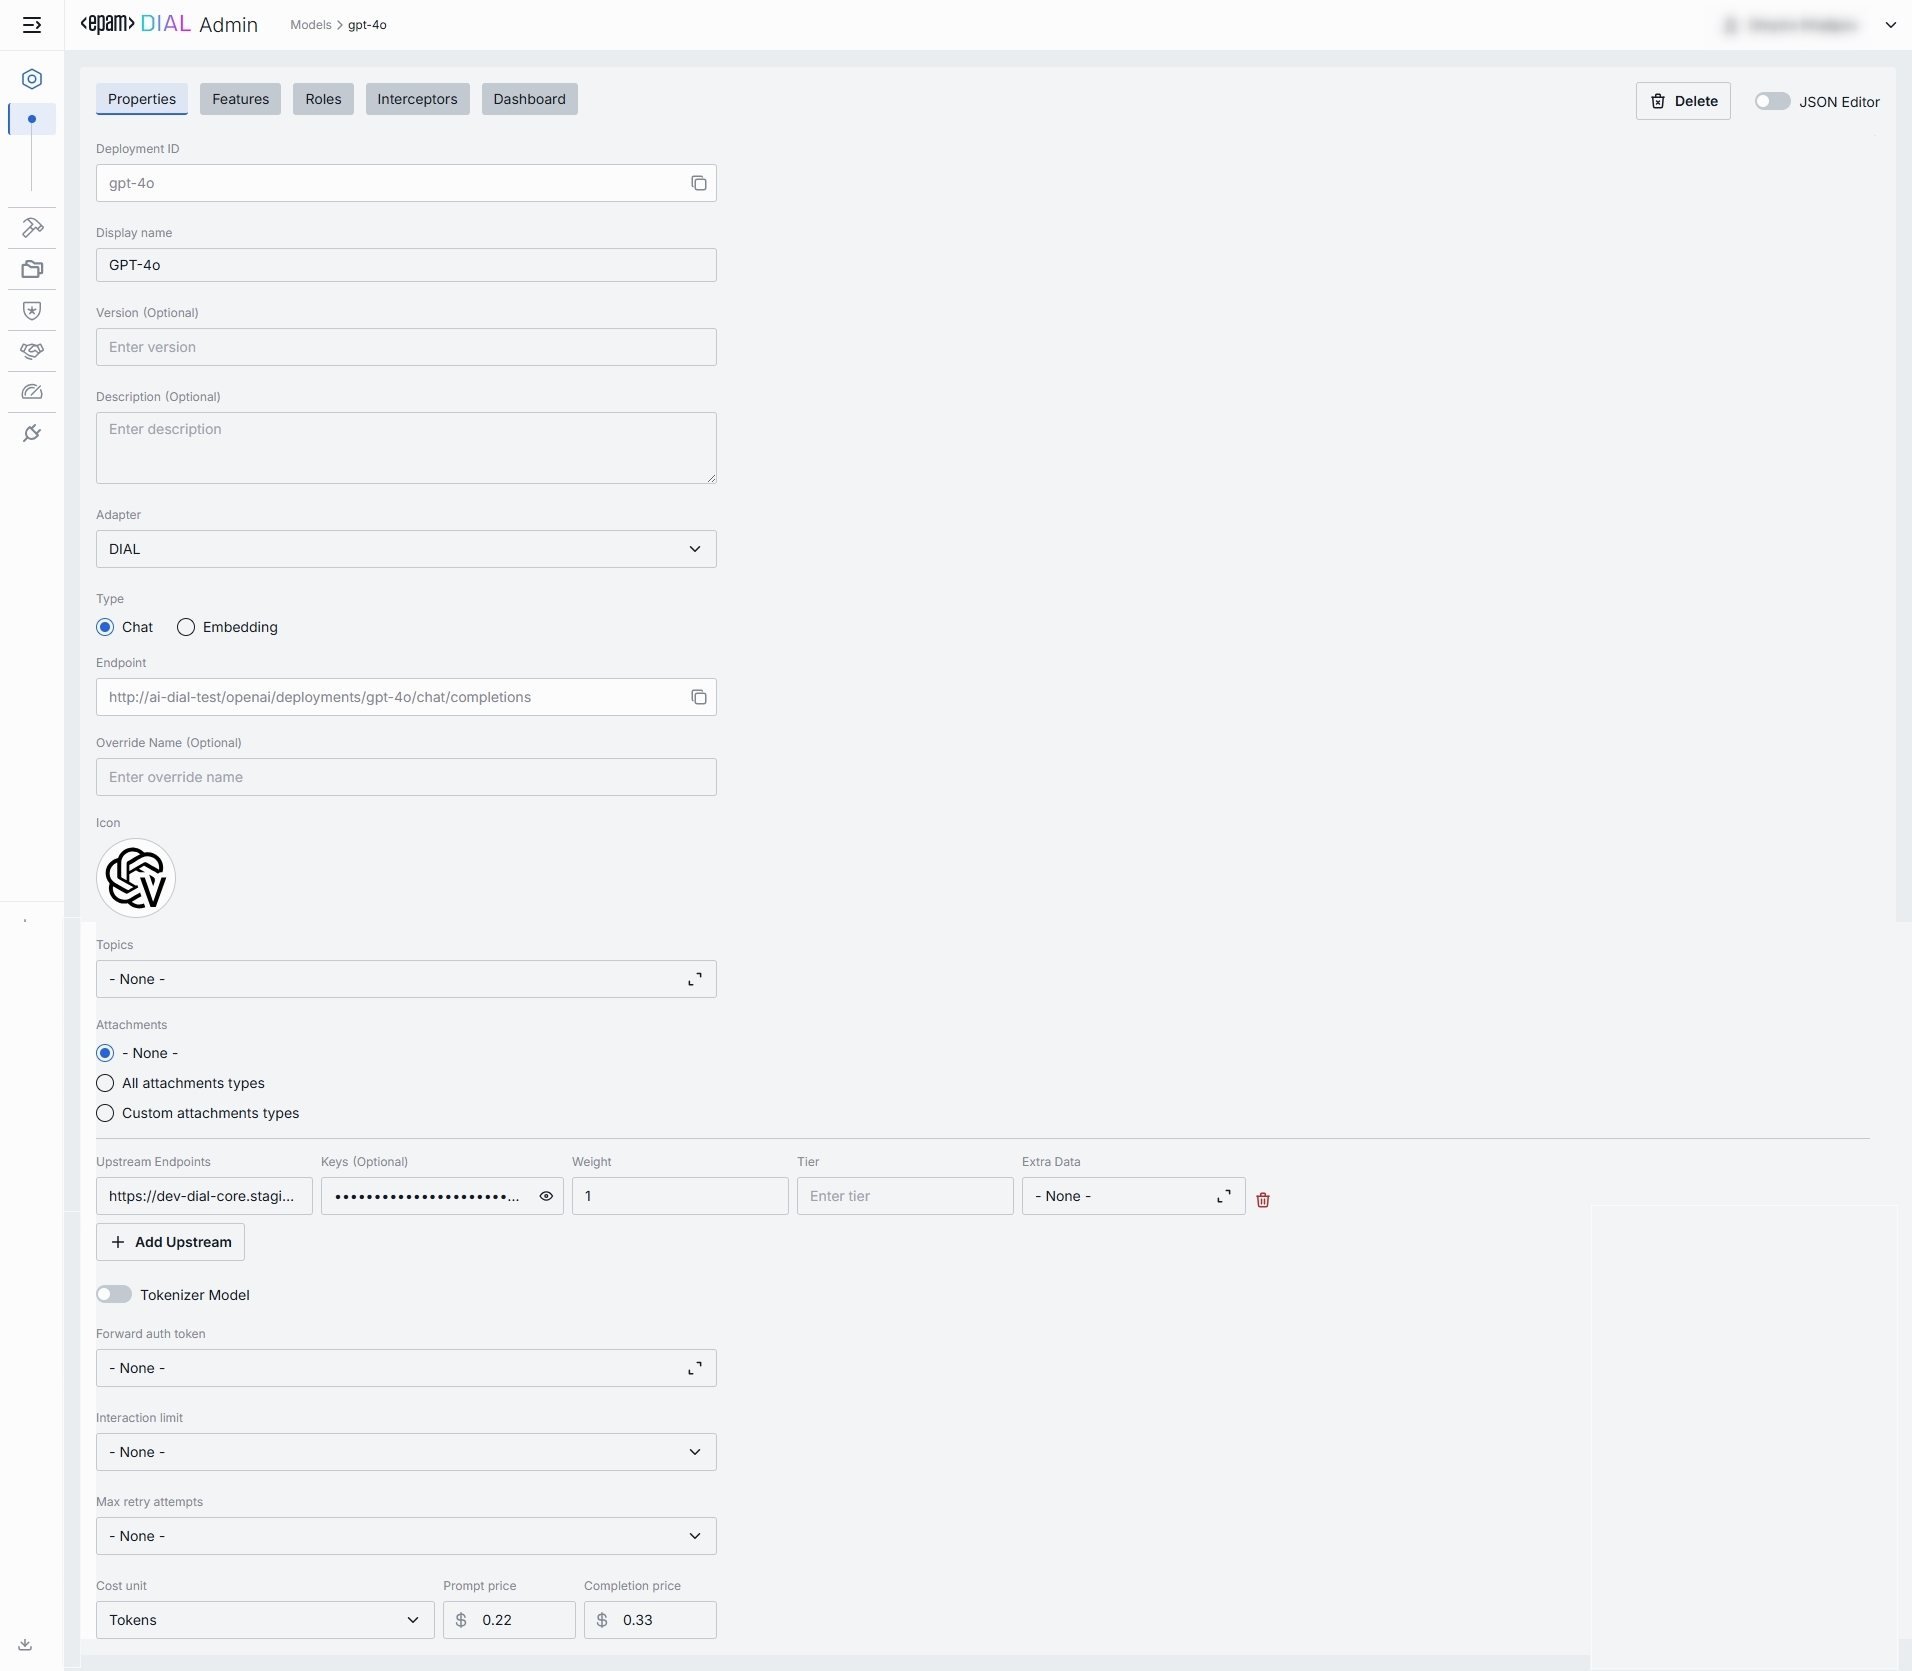 <epam> DIAL Admin Models > gpt-4o
Properties Features Roles Interceptors Dashboard Delete JSON Editor
Deployment ID
gpt-4o
Display name
GPT-4o
Version (Optional)
Enter version
Description (Optional)
Enter description
Adapter
DIAL
Type
Chat Embedding
Endpoint
http://ai-dial-test/openai/deployments/gpt-4o/chat/completions
Override Name (Optional)
Enter override name
Icon
V
Topics
- None -
Attachments
- None -
All attachments types
Custom attachments types
Upstream Endpoints Keys (Optional) Weight Tier Extra Data
https://dev-dial-core.stagi... ••••••••••••••••••••••... 1 Enter tier - None -
+ Add Upstream
Tokenizer Model
Forward auth token
- None -
Interaction limit
- None -
Max retry attempts
- None -
Cost unit Prompt price Completion price
Tokens $ 0.22 $ 0.33